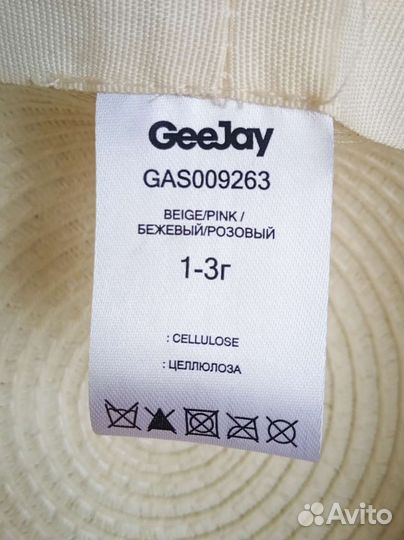 GeeJay
GAS009263
BEIGE/PINK /
БЕЖЕВЫЙ/РОЗОВЫЙ
1-3г
: CELLULOSE
: ЦЕЛЛЮЛОЗА
Avito